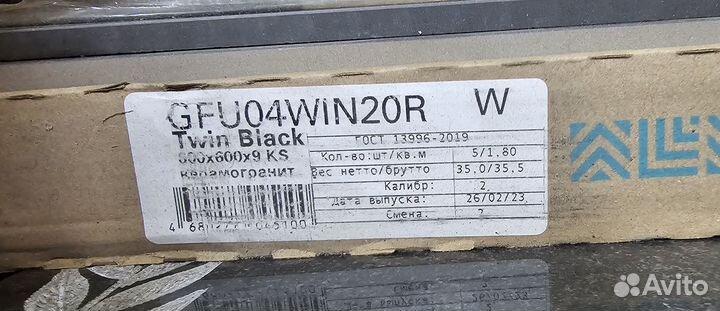 GFU04WIN20R W
Twin Black
600x600x9 KS
керамогранит
ГОСТ 13996-2019
Кол-во:шт/кв.м 5/1.80
Вес нетто/брутто 35.0/35.5
Калибр: 2
Дата выпуска: 26/02/23
Смена: 2
Avito